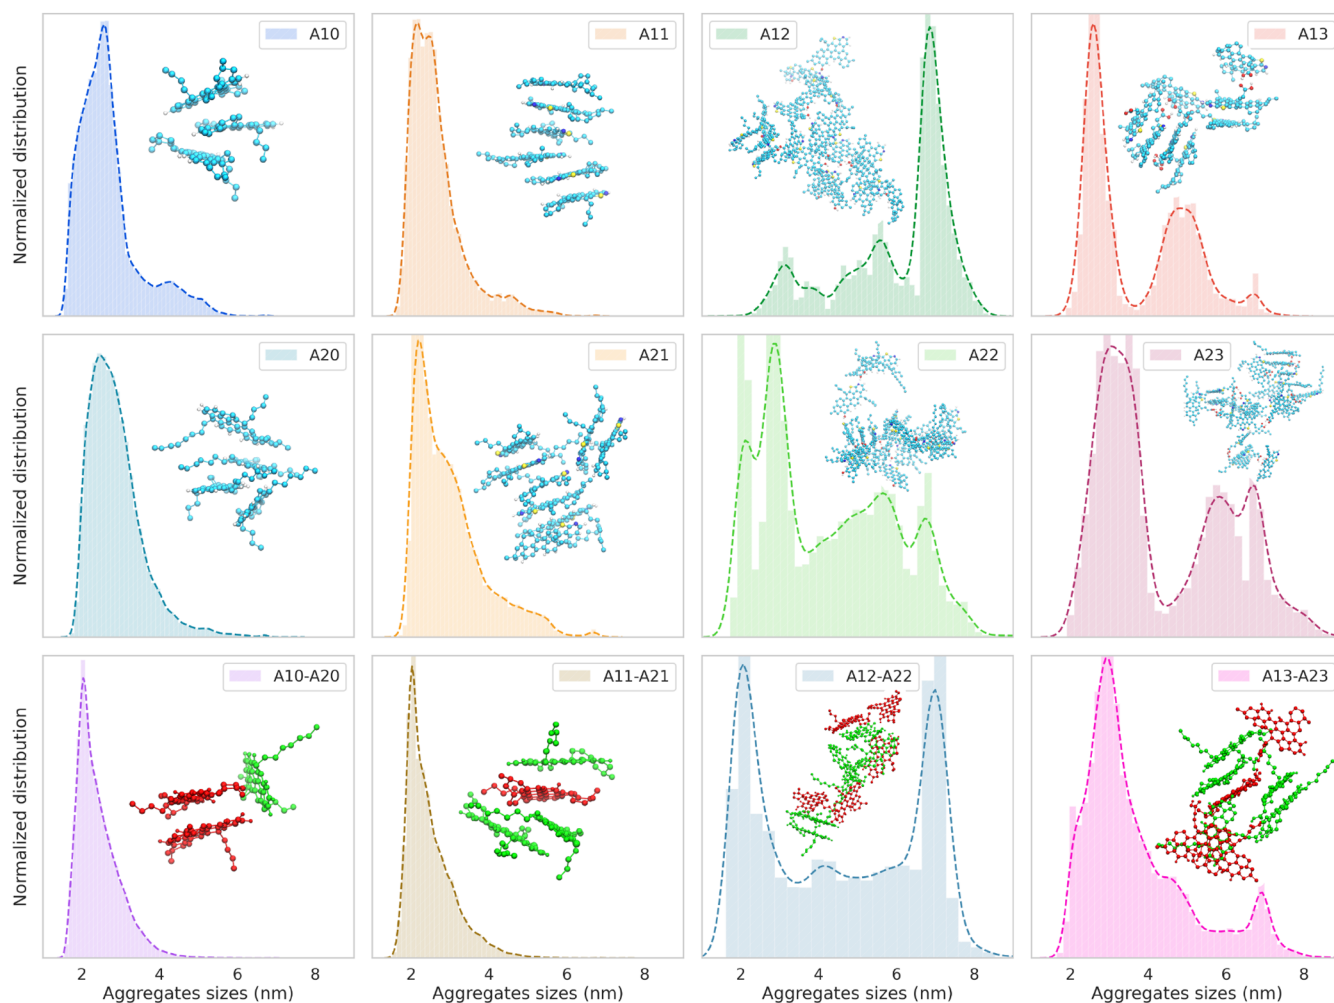 Normalized distribution
A10
A11
A12
A13
Normalized distribution
A20
A21
A22
A23
Normalized distribution
A10-A20
A11-A21
A12-A22
A13-A23
2 4 6 8
2 4 6 8
2 4 6 8
2 4 6 8
Aggregates sizes (nm)
Aggregates sizes (nm)
Aggregates sizes (nm)
Aggregates sizes (nm)